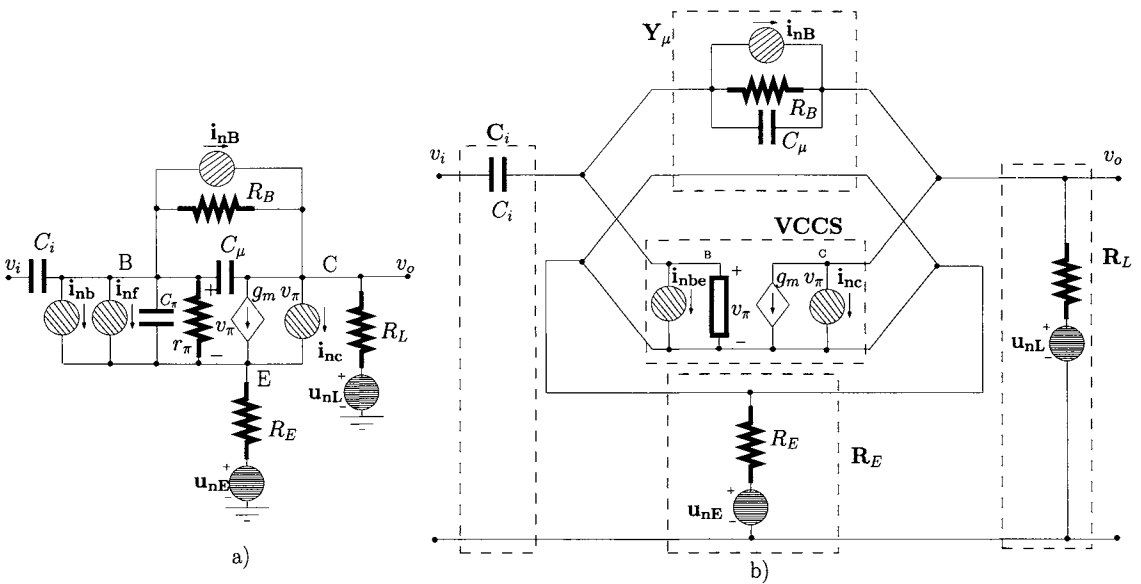 i_nB
R_B
C_i
v_i
B
C_μ
C
v_o
i_nb
i_nf
C_π
r_π
+
v_π
−
g_m v_π
i_nc
R_L
E
+
u_nL
−
R_E
+
u_nE
−
a)
Y_μ
i_nB
R_B
C_μ
C_i
v_i
C_i
v_o
VCCS
B
C
i_nbe
+
v_π
−
g_m v_π
i_nc
R_L
+
u_nL
−
R_E
R_E
+
u_nE
−
b)